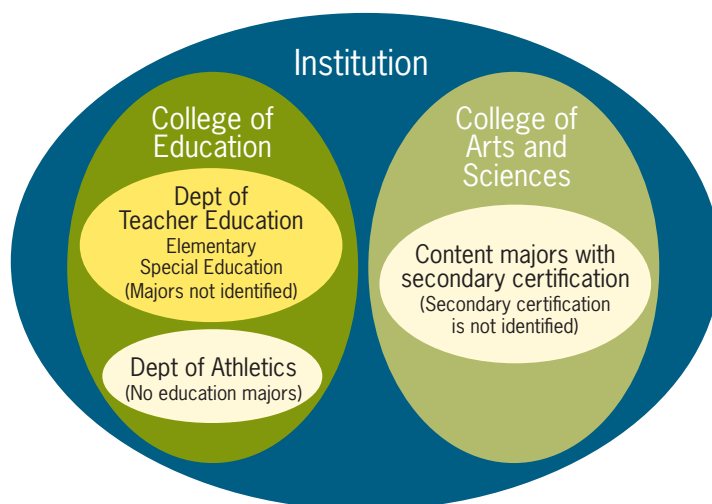 Institution
College of
Education
Dept of
Teacher Education
Elementary
Special Education
(Majors not identified)
Dept of Athletics
(No education majors)
College of
Arts and
Sciences
Content majors with
secondary certification
(Secondary certification
is not identified)